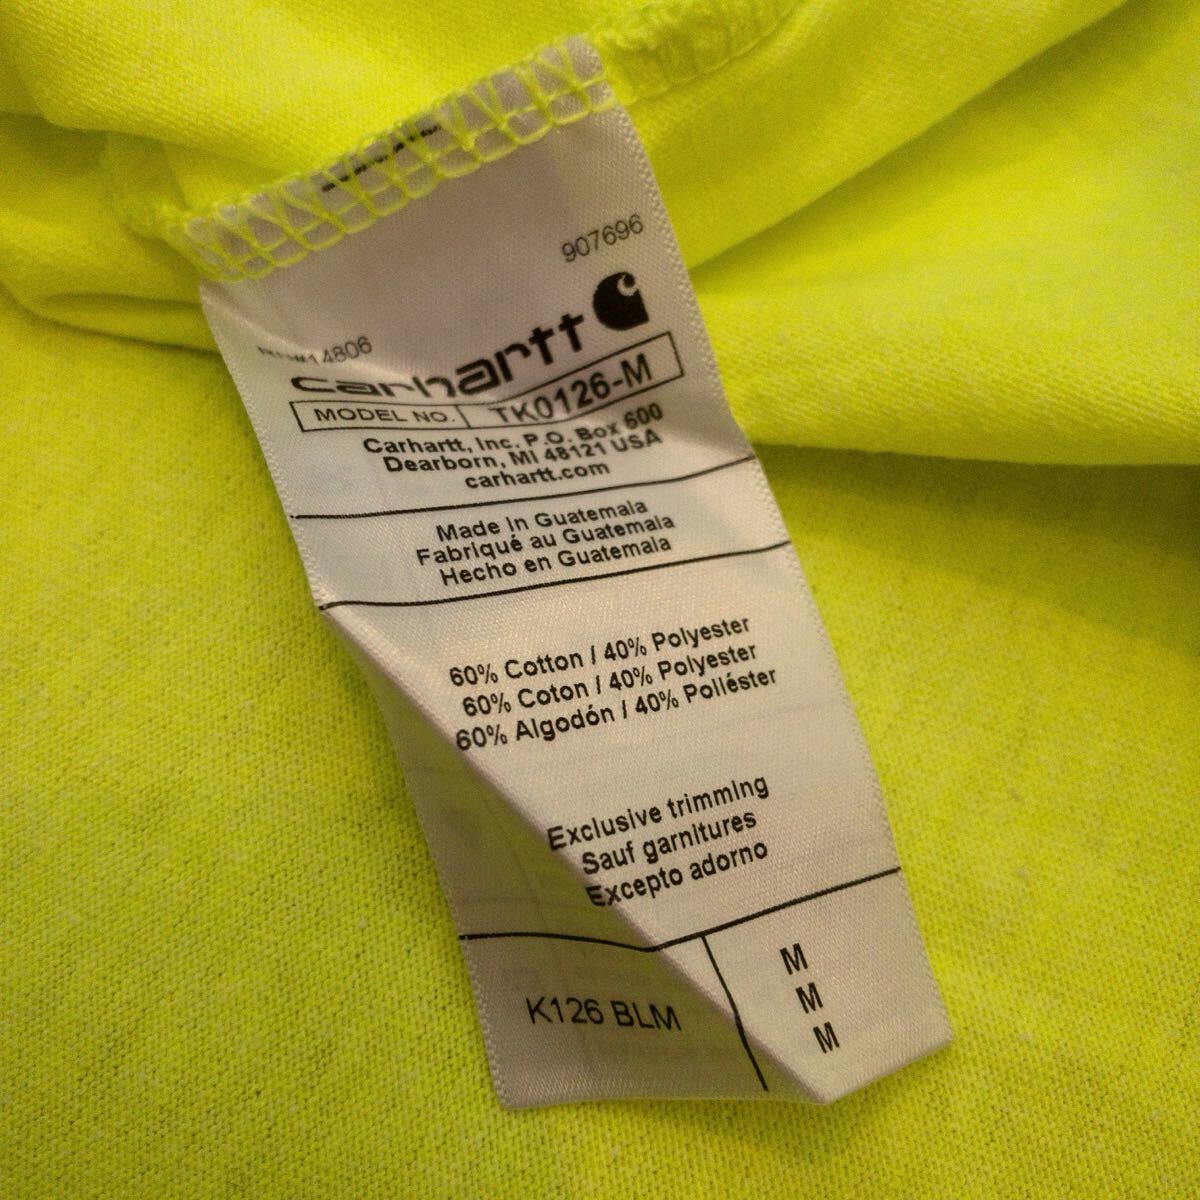 907696
RN#14806
carhartt
MODEL NO. TK0126-M
Carhartt, Inc. P.O. Box 600
Dearborn, MI 48121 USA
carhartt.com
Made in Guatemala
Fabriqué au Guatemala
Hecho en Guatemala
60% Cotton / 40% Polyester
60% Coton / 40% Polyester
60% Algodón / 40% Poliéster
Exclusive trimming
Sauf garnitures
Excepto adorno
K126 BLM
M
M
M